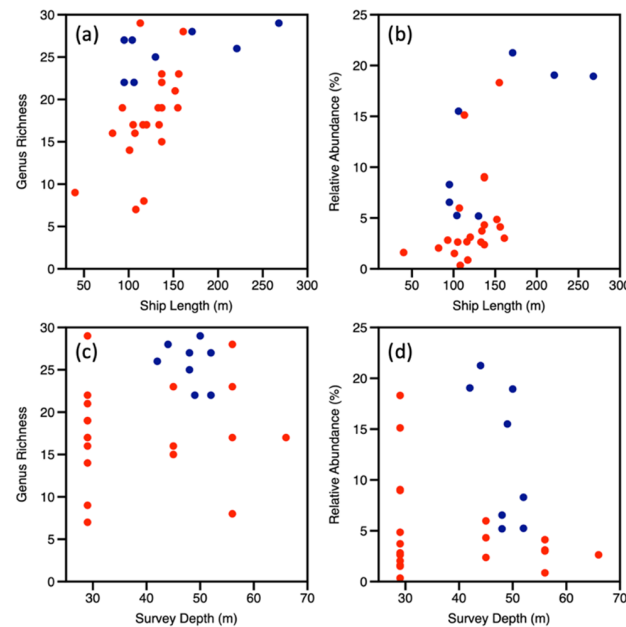 (a)
Genus Richness
30
25
20
15
10
5
0
50 100 150 200 250 300
Ship Length (m)
(b)
Relative Abundance (%)
25
20
15
10
5
0
50 100 150 200 250 300
Ship Length (m)
(c)
Genus Richness
30
25
20
15
10
5
0
30 40 50 60 70
Survey Depth (m)
(d)
Relative Abundance (%)
25
20
15
10
5
0
30 40 50 60 70
Survey Depth (m)